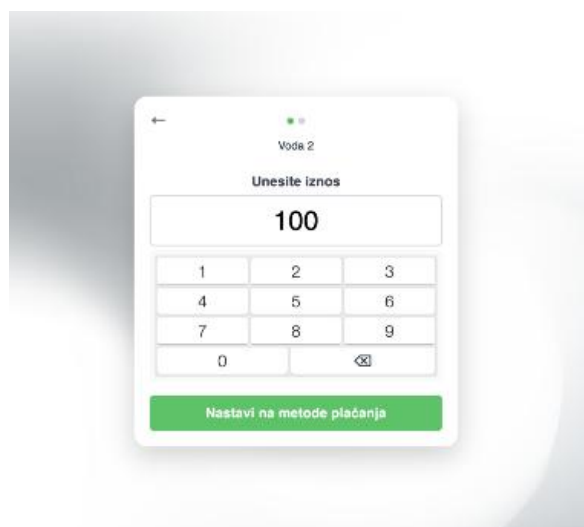 ←
Voda 2
Unesite iznos
100
1 2 3
4 5 6
7 8 9
0 ⌫
Nastavi na metode plaćanja